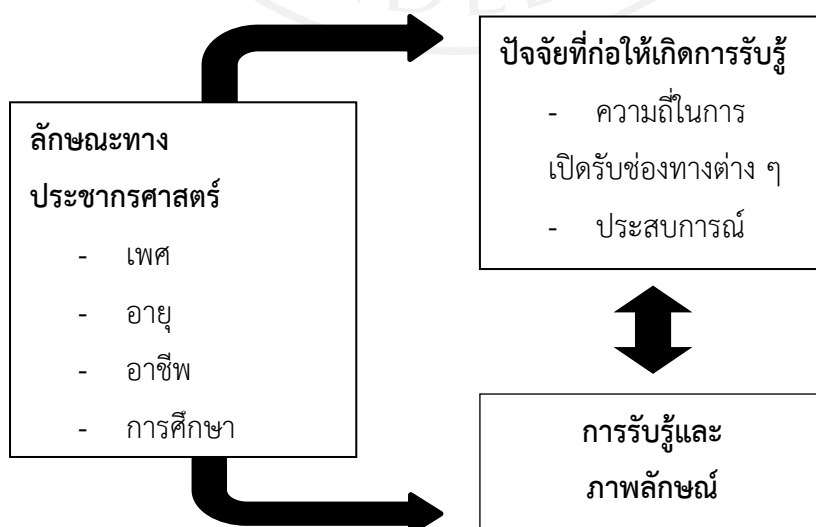 ลักษณะทาง
ประชากรศาสตร์
- เพศ
- อายุ
- อาชีพ
- การศึกษา
ปัจจัยที่ก่อให้เกิดการรับรู้
- ความถี่ในการ
เปิดรับช่องทางต่าง ๆ
- ประสบการณ์
การรับรู้และ
ภาพลักษณ์